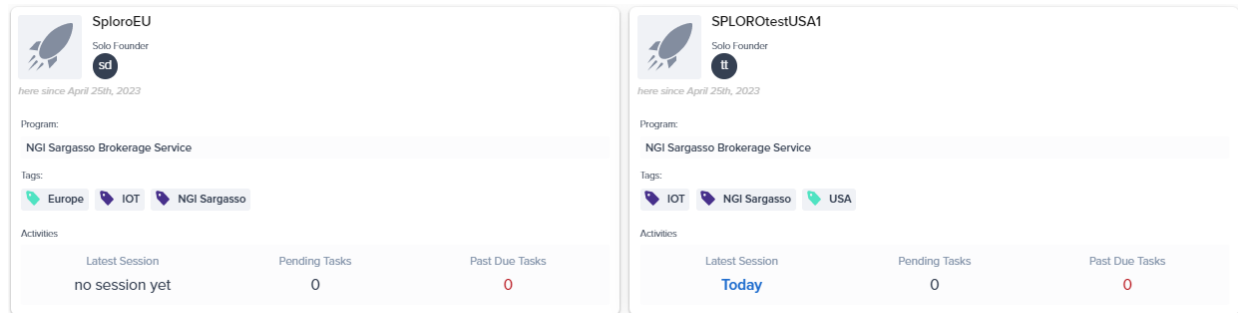 SploroEU
Solo Founder
sd
here since April 25th, 2023
Program:
NGI Sargasso Brokerage Service
Tags:
Europe IOT NGI Sargasso
Activities
Latest Session Pending Tasks Past Due Tasks
no session yet 0 0
SPLOROtestUSA1
Solo Founder
tt
here since April 25th, 2023
Program:
NGI Sargasso Brokerage Service
Tags:
IOT NGI Sargasso USA
Activities
Latest Session Pending Tasks Past Due Tasks
Today 0 0